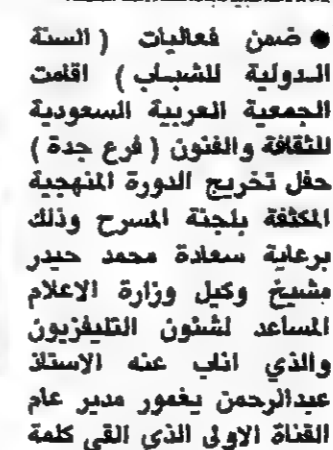 ● ضمن فعاليات (السنة
الدولية للشباب) اقامت
الجمعية العربية السعودية
للثقافة والفنون (فرع جدة)
حفل تخريج الدورة المنهجية
المكثفة بلجنة المسرح وذلك
برعاية سعادة محمد حيدر
مشيخ وكيل وزارة الاعلام
المساعد لشئون التليفزيون
والذي اناب عنه الاستاذ
عبدالرحمن يغمور مدير عام
القناة الاولى الذي القى كلمة